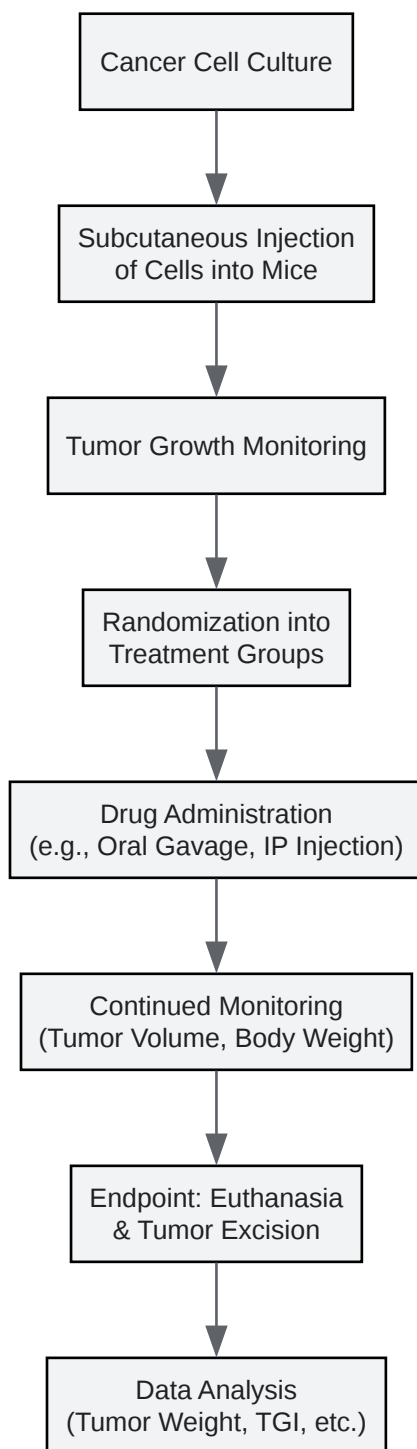 Cancer Cell Culture
Subcutaneous Injection
of Cells into Mice
Tumor Growth Monitoring
Randomization into
Treatment Groups
Drug Administration
(e.g., Oral Gavage, IP Injection)
Continued Monitoring
(Tumor Volume, Body Weight)
Endpoint: Euthanasia
& Tumor Excision
Data Analysis
(Tumor Weight, TGI, etc.)